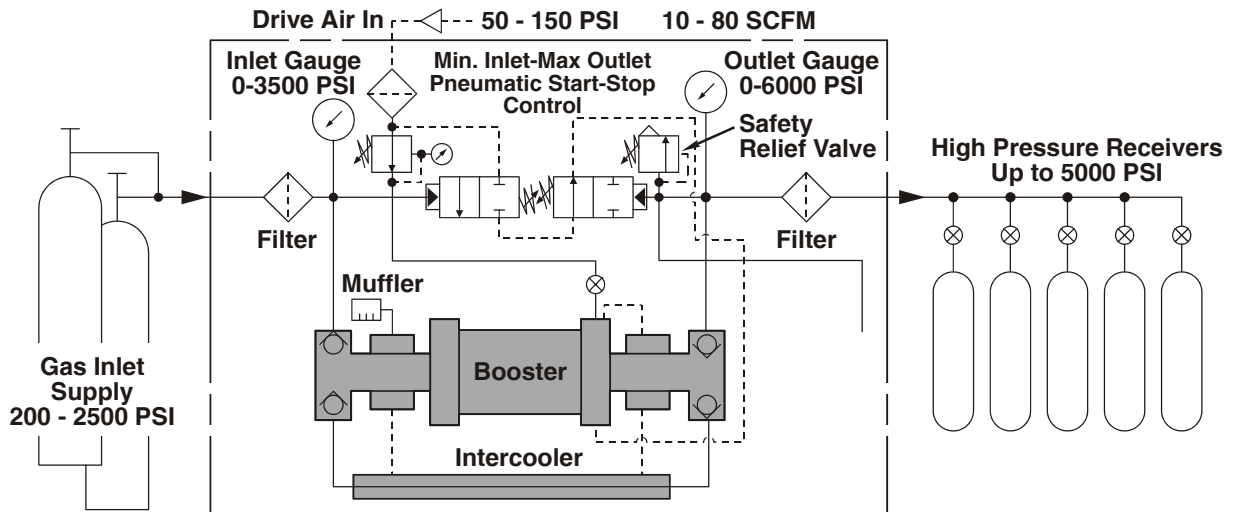 Drive Air In
50 - 150 PSI
10 - 80 SCFM
Inlet Gauge
0-3500 PSI
Min. Inlet-Max Outlet
Pneumatic Start-Stop
Control
Outlet Gauge
0-6000 PSI
Safety
Relief Valve
High Pressure Receivers
Up to 5000 PSI
Filter
Filter
Muffler
Gas Inlet
Supply
200 - 2500 PSI
Booster
Intercooler